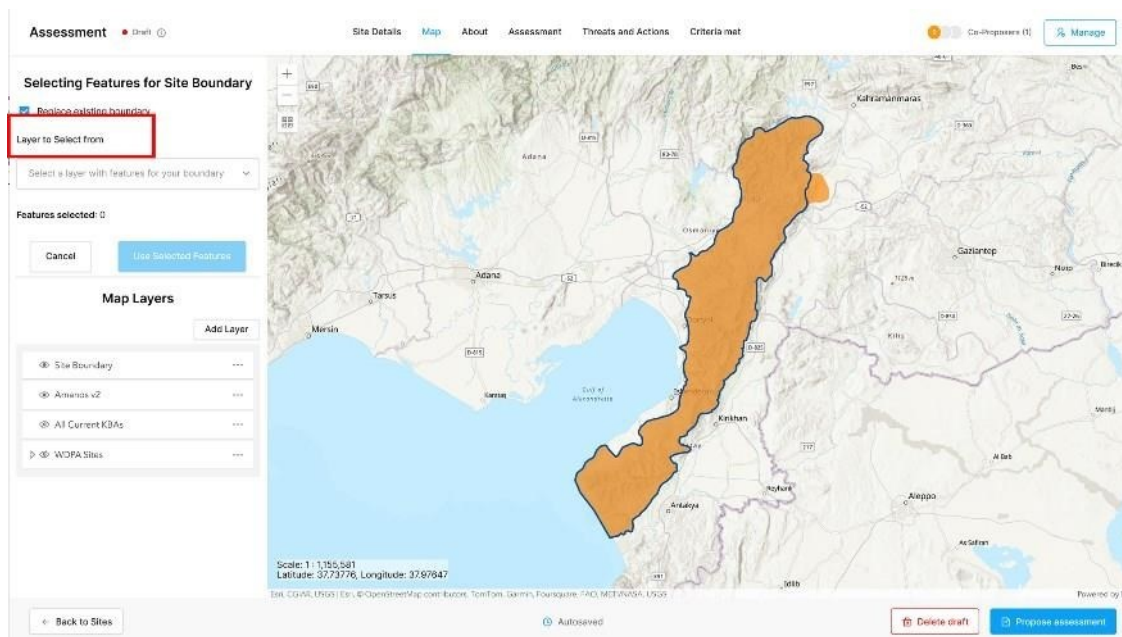 Assessment
Draft
Site Details
Map
About
Assessment
Threats and Actions
Criteria met
Co-Proposers (1)
Manage
Selecting Features for Site Boundary
Replace existing boundary
Layer to Select from
Select a layer with features for your boundary
Features selected: 0
Cancel
Use Selected Features
Map Layers
Add Layer
Site Boundary
Amanos v2
All Current KBAs
WDPA Sites
Kahramanmaras
Adana
Gaziantep
Nizip
Adana
Tarsus
Mersin
D-815
Kilis
D-825
Gulf of
Kirikhan
Al Bab
Antakya
Aleppo
As Safirah
Idlib
Scale: 1 : 1,155,581
Latitude: 37.73776, Longitude: 37.97647
Powered by
Back to Sites
Autosaved
Delete draft
Propose assessment